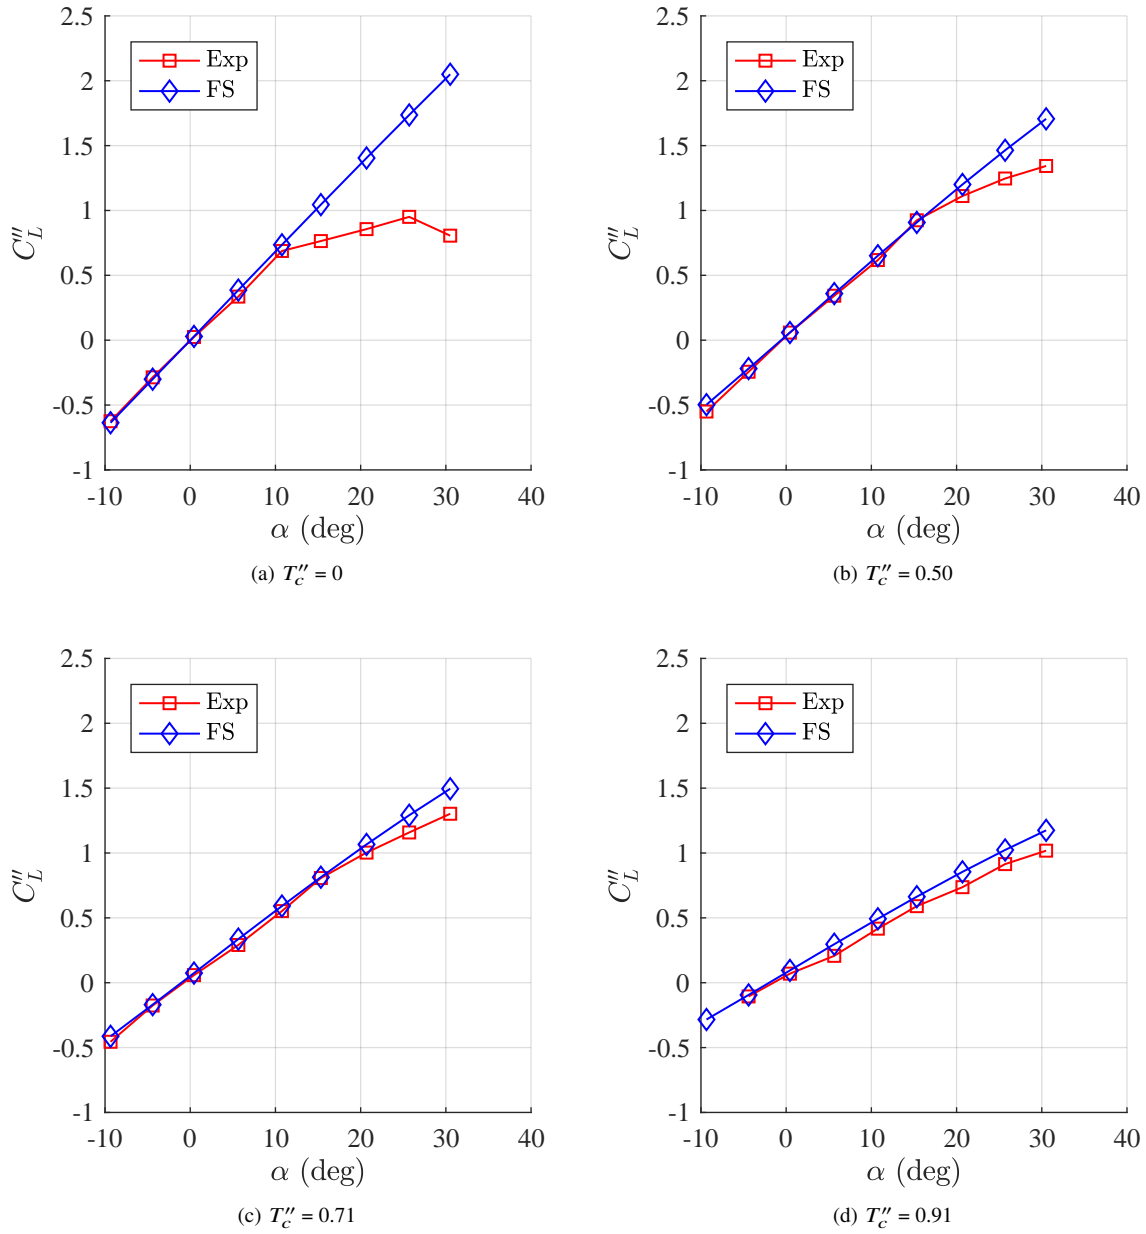 2.5
2
1.5
1
0.5
0
-0.5
-1
-10 0 10 20 30 40
Exp
FS
C″_L
α (deg)
(a) T″_c = 0
2.5
2
1.5
1
0.5
0
-0.5
-1
-10 0 10 20 30 40
Exp
FS
C″_L
α (deg)
(b) T″_c = 0.50
2.5
2
1.5
1
0.5
0
-0.5
-1
-10 0 10 20 30 40
Exp
FS
C″_L
α (deg)
(c) T″_c = 0.71
2.5
2
1.5
1
0.5
0
-0.5
-1
-10 0 10 20 30 40
Exp
FS
C″_L
α (deg)
(d) T″_c = 0.91